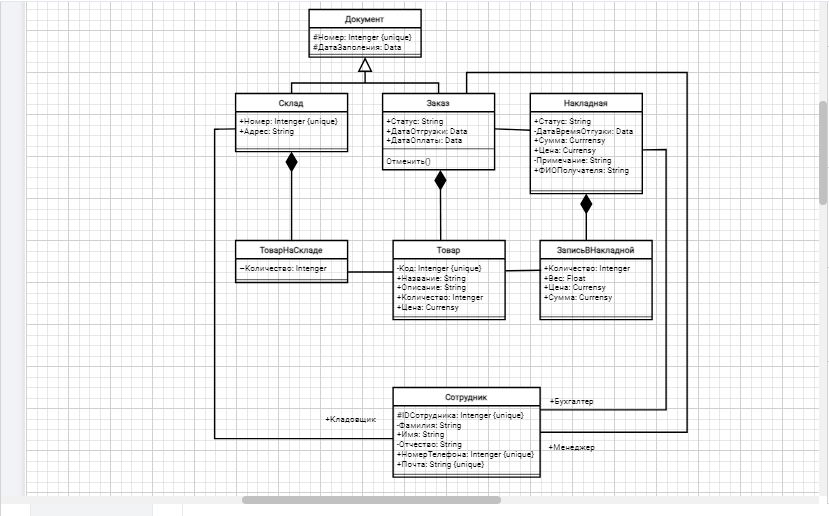 Документ
#Номер: Intenger {unique}
#ДатаЗаполения: Data
Склад
+Номер: Intenger {unique}
+Адрес: String
Заказ
+Статус: String
+ДатаОтгрузки: Data
+ДатаОплаты: Data
Отменить()
Накладная
+Статус: String
-ДатаВремяОтгузки: Data
+Сумма: Currrensy
+Цена: Currensy
-Примечание: String
+ФИОПолучателя: String
ТоварНаСкладе
−Количество: Intenger
Товар
-Код: Intenger {unique}
+Название: String
+Описание: String
+Количество: Intenger
+Цена: Currensy
ЗаписьВНакладной
+Количество: Intenger
+Вес: Float
+Цена: Currensy
+Сумма: Currensy
Сотрудник
#IDСотрудника: Intenger {unique}
-Фамилия: String
+Имя: String
-Отчество: String
+НомерТелефона: Intenger {unique}
+Почта: String {unique}
+Кладовщик
+Бухгалтер
+Менеджер